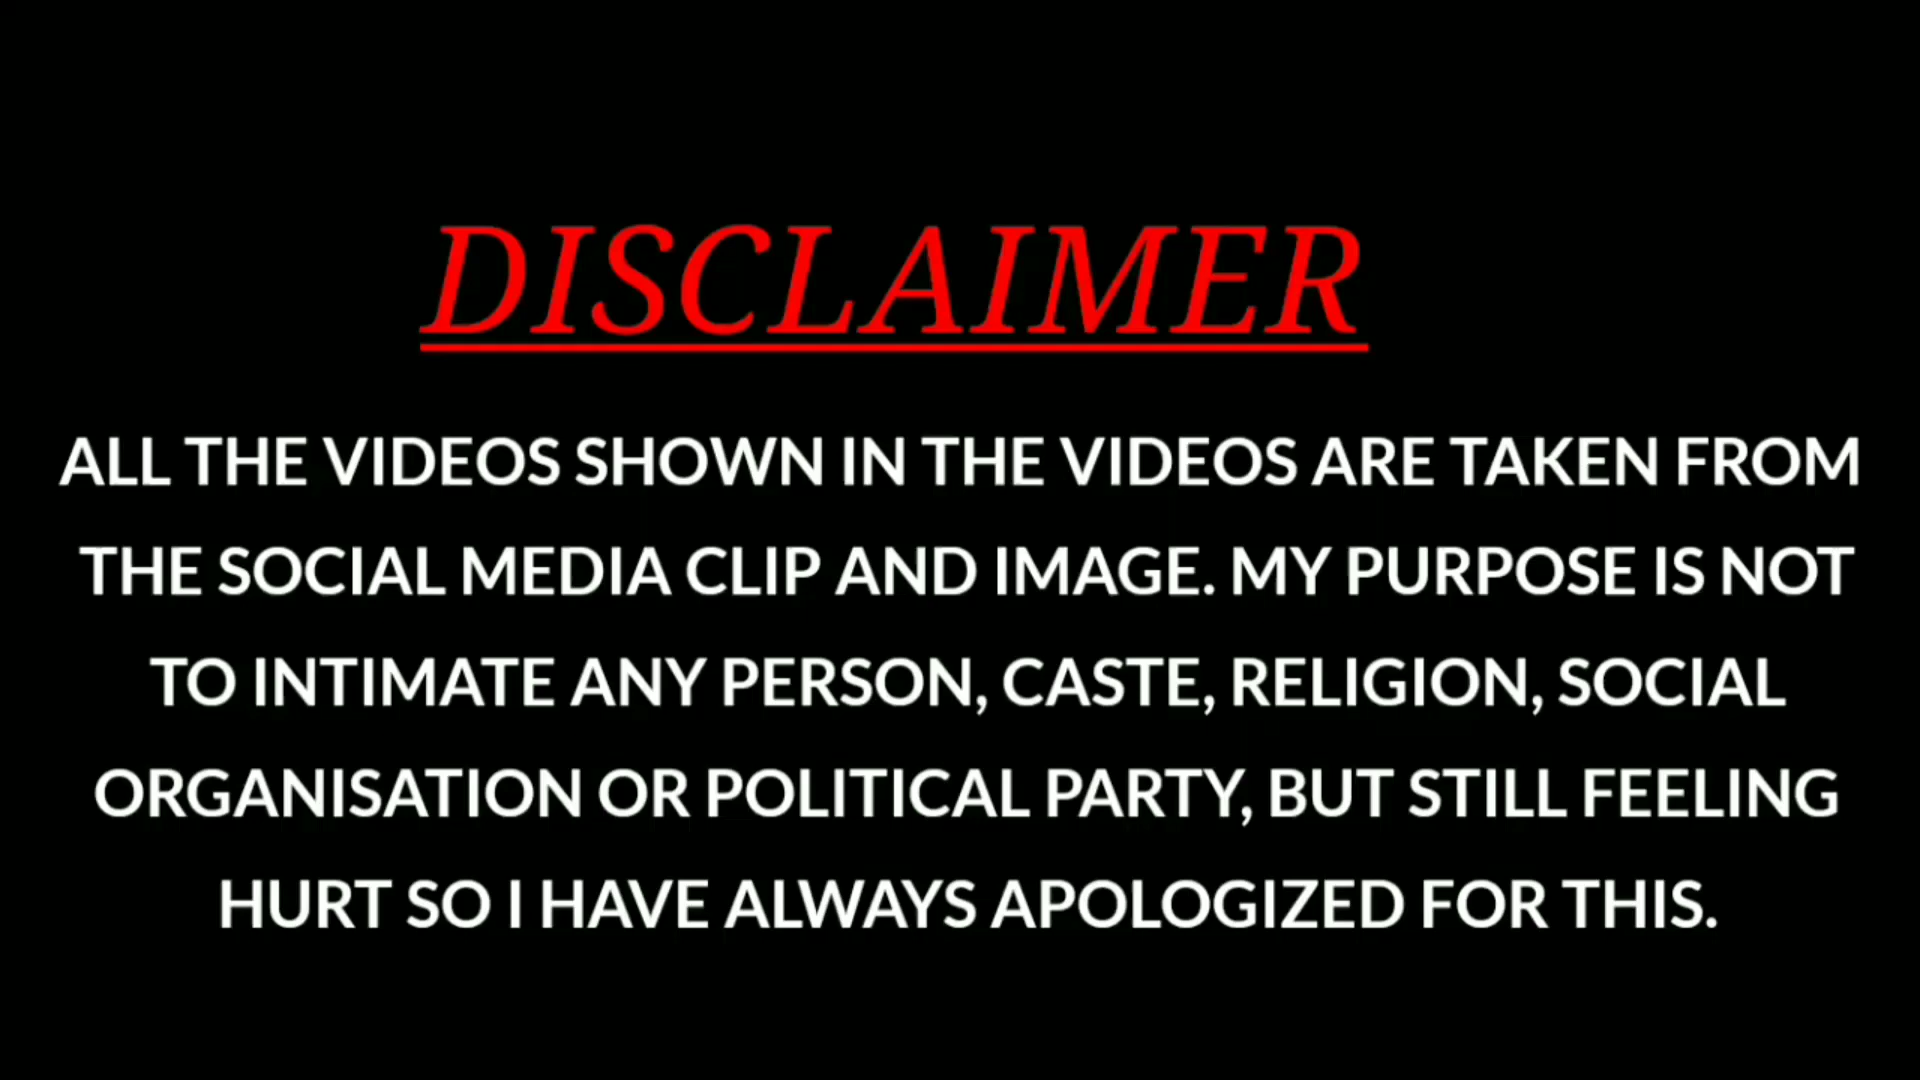 DISCLAIMER
ALL THE VIDEOS SHOWN IN THE VIDEOS ARE TAKEN FROM
THE SOCIAL MEDIA CLIP AND IMAGE. MY PURPOSE IS NOT
TO INTIMATE ANY PERSON, CASTE, RELIGION, SOCIAL
ORGANISATION OR POLITICAL PARTY, BUT STILL FEELING
HURT SO I HAVE ALWAYS APOLOGIZED FOR THIS.